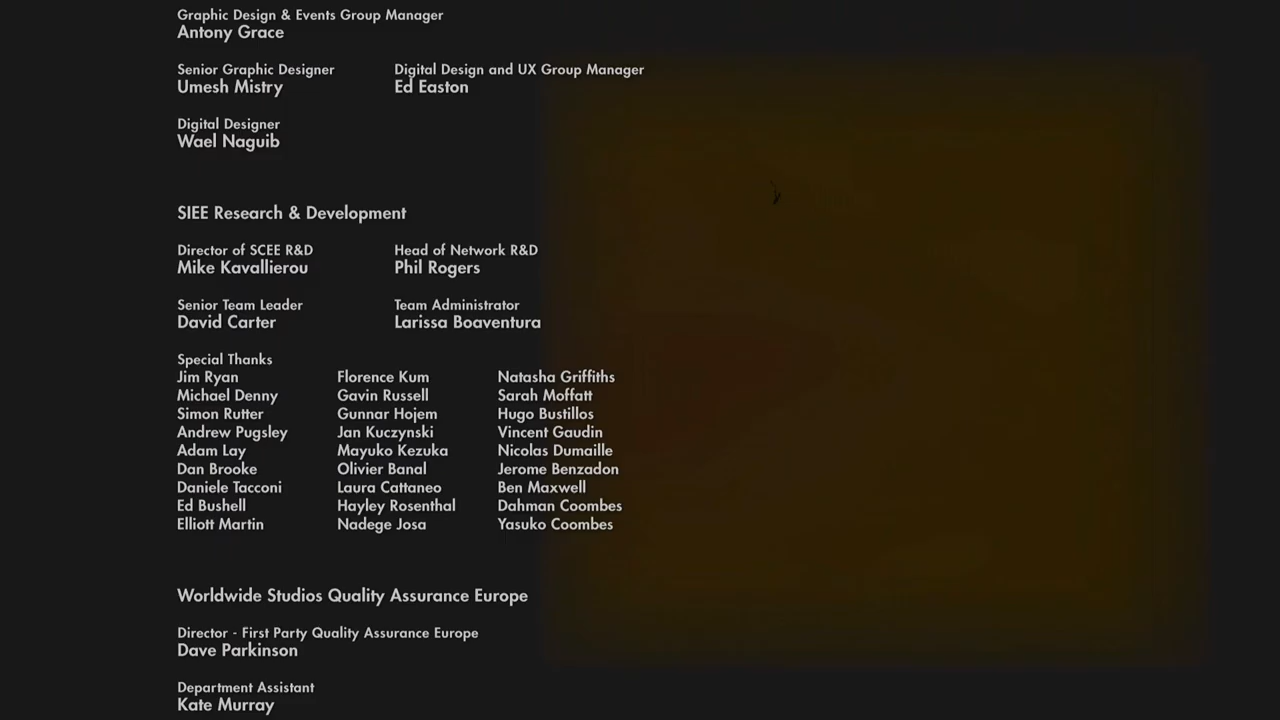 Graphic Design & Events Group Manager
Antony Grace
Senior Graphic Designer
Umesh Mistry
Digital Design and UX Group Manager
Ed Easton
Digital Designer
Wael Naguib
SIEE Research & Development
Director of SCEE R&D
Mike Kavallierou
Head of Network R&D
Phil Rogers
Senior Team Leader
David Carter
Team Administrator
Larissa Boaventura
Special Thanks
Jim Ryan
Michael Denny
Simon Rutter
Andrew Pugsley
Adam Lay
Dan Brooke
Daniele Tacconi
Ed Bushell
Elliott Martin
Florence Kum
Gavin Russell
Gunnar Hojem
Jan Kuczynski
Mayuko Kezuka
Olivier Banal
Laura Cattaneo
Hayley Rosenthal
Nadege Josa
Natasha Griffiths
Sarah Moffatt
Hugo Bustillos
Vincent Gaudin
Nicolas Dumaille
Jerome Benzadon
Ben Maxwell
Dahman Coombes
Yasuko Coombes
Worldwide Studios Quality Assurance Europe
Director - First Party Quality Assurance Europe
Dave Parkinson
Department Assistant
Kate Murray